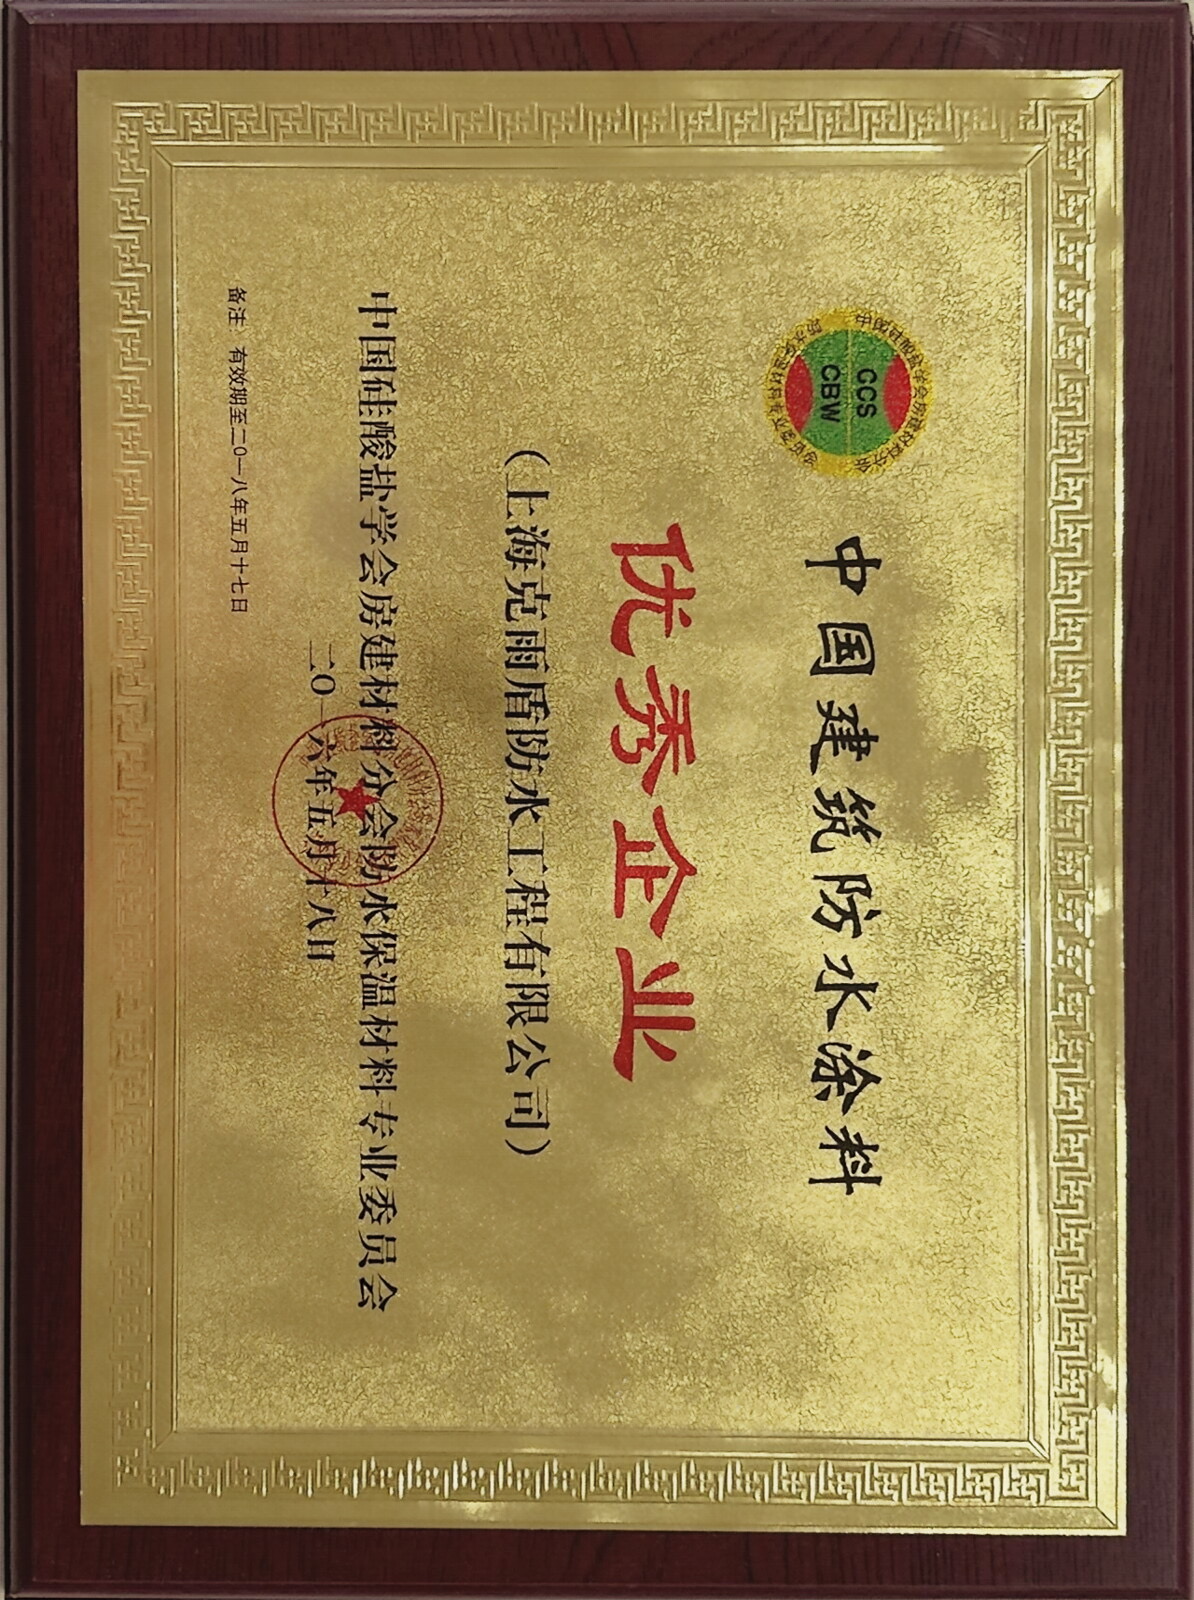 CCS
CBW
中国建筑防水涂料
优秀企业
(上海克雨盾防水工程有限公司)
中国硅酸盐学会房建材料分会防水保温材料专业委员会
二0一六年五月十八日
备注：有效期至二0一八年五月十七日